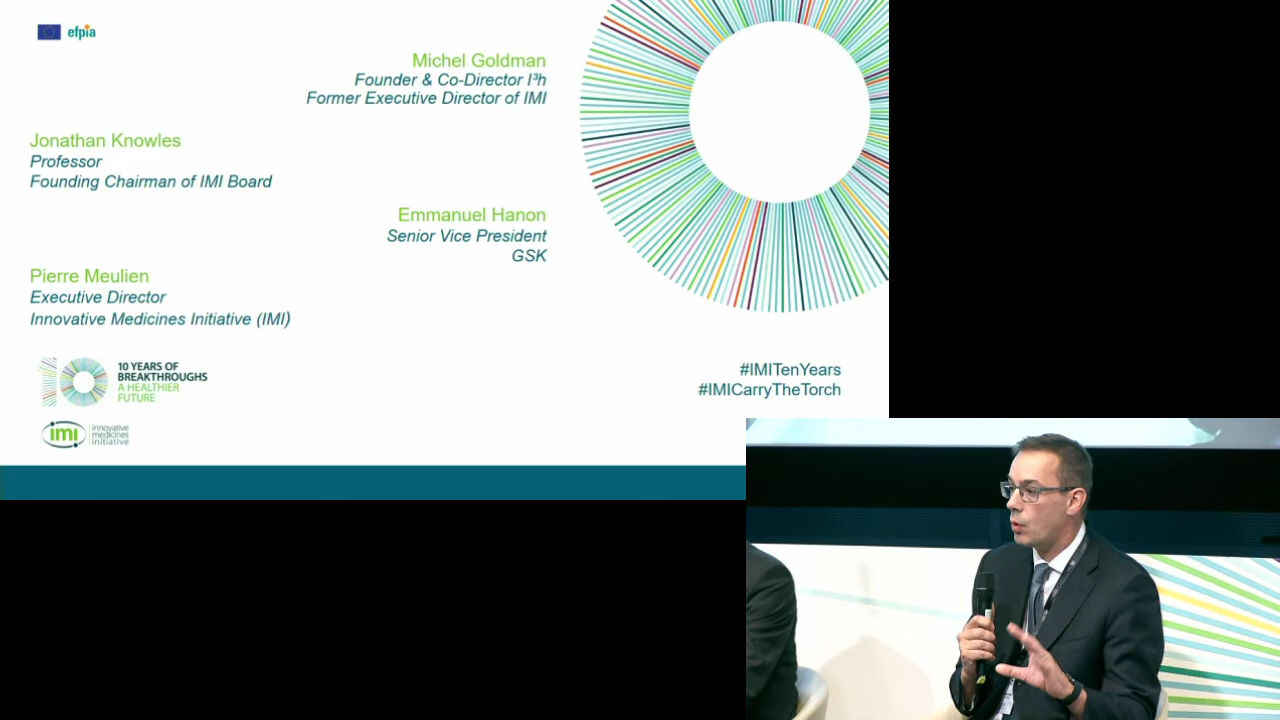 efpia
Michel Goldman
Founder & Co-Director I³h
Former Executive Director of IMI
Jonathan Knowles
Professor
Founding Chairman of IMI Board
Emmanuel Hanon
Senior Vice President
GSK
Pierre Meulien
Executive Director
Innovative Medicines Initiative (IMI)
10 YEARS OF
BREAKTHROUGHS
A HEALTHIER
FUTURE
#IMITenYears
#IMICarryTheTorch
imi
innovative
medicines
initiative